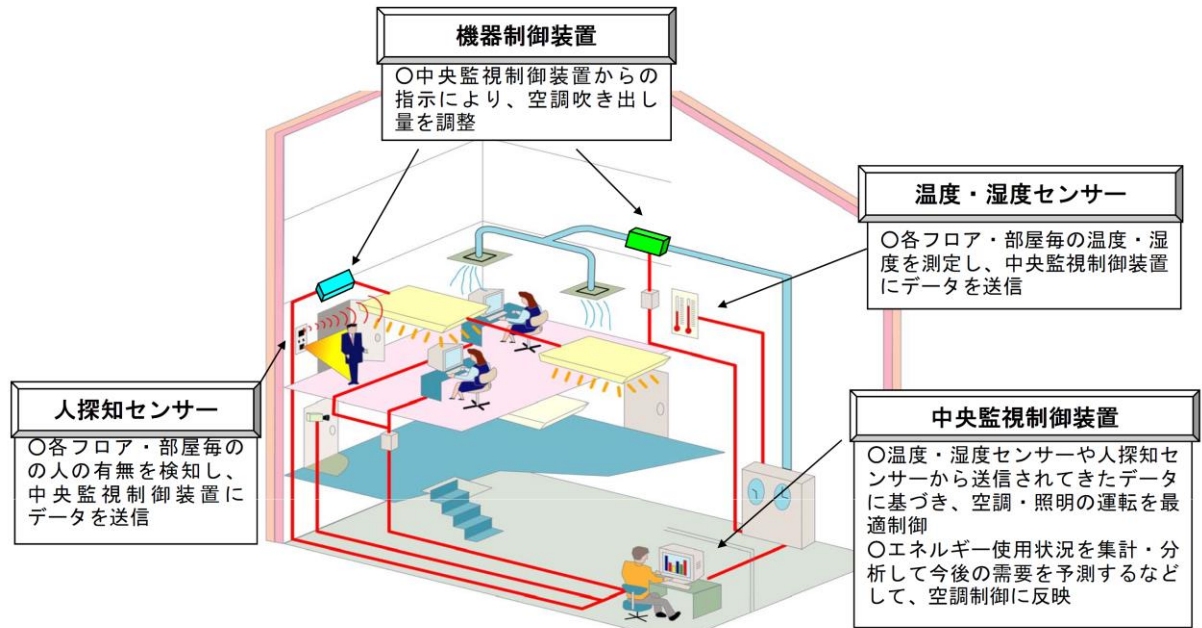 機器制御装置
〇中央監視制御装置からの
指示により、空調吹き出し
量を調整
温度・湿度センサー
〇各フロア・部屋毎の温度・湿
度を測定し、中央監視制御装置
にデータを送信
人探知センサー
〇各フロア・部屋毎の
の人の有無を検知し、
中央監視制御装置に
データを送信
中央監視制御装置
〇温度・湿度センサーや人探知セ
ンサーから送信されてきたデータ
に基づき、空調・照明の運転を最
適制御
〇エネルギー使用状況を集計・分
析して今後の需要を予測するなど
して、空調制御に反映